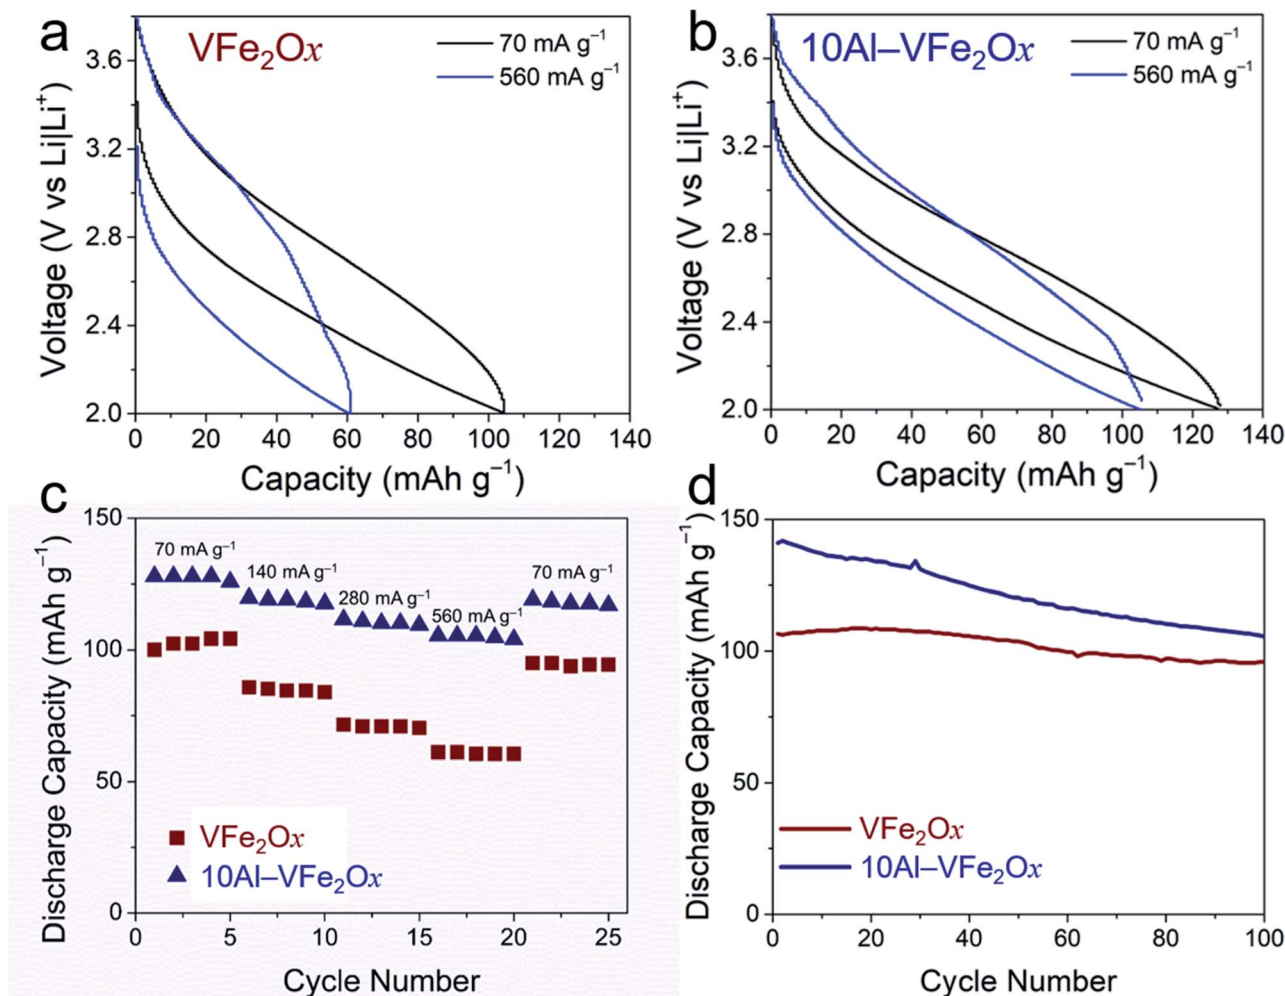 a
VFe₂Ox
70 mA g⁻¹
560 mA g⁻¹
Voltage (V vs Li|Li⁺)
3.6
3.2
2.8
2.4
2.0
0 20 40 60 80 100 120 140
Capacity (mAh g⁻¹)
b
10Al–VFe₂Ox
70 mA g⁻¹
560 mA g⁻¹
Voltage (V vs Li|Li⁺)
3.6
3.2
2.8
2.4
2.0
0 20 40 60 80 100 120 140
Capacity (mAh g⁻¹)
c
Discharge Capacity (mAh g⁻¹)
150
100
50
0
70 mA g⁻¹
140 mA g⁻¹
280 mA g⁻¹
560 mA g⁻¹
70 mA g⁻¹
VFe₂Ox
10Al–VFe₂Ox
0 5 10 15 20 25
Cycle Number
d
Discharge Capacity (mAh g⁻¹)
150
100
50
0
VFe₂Ox
10Al–VFe₂Ox
0 20 40 60 80 100
Cycle Number